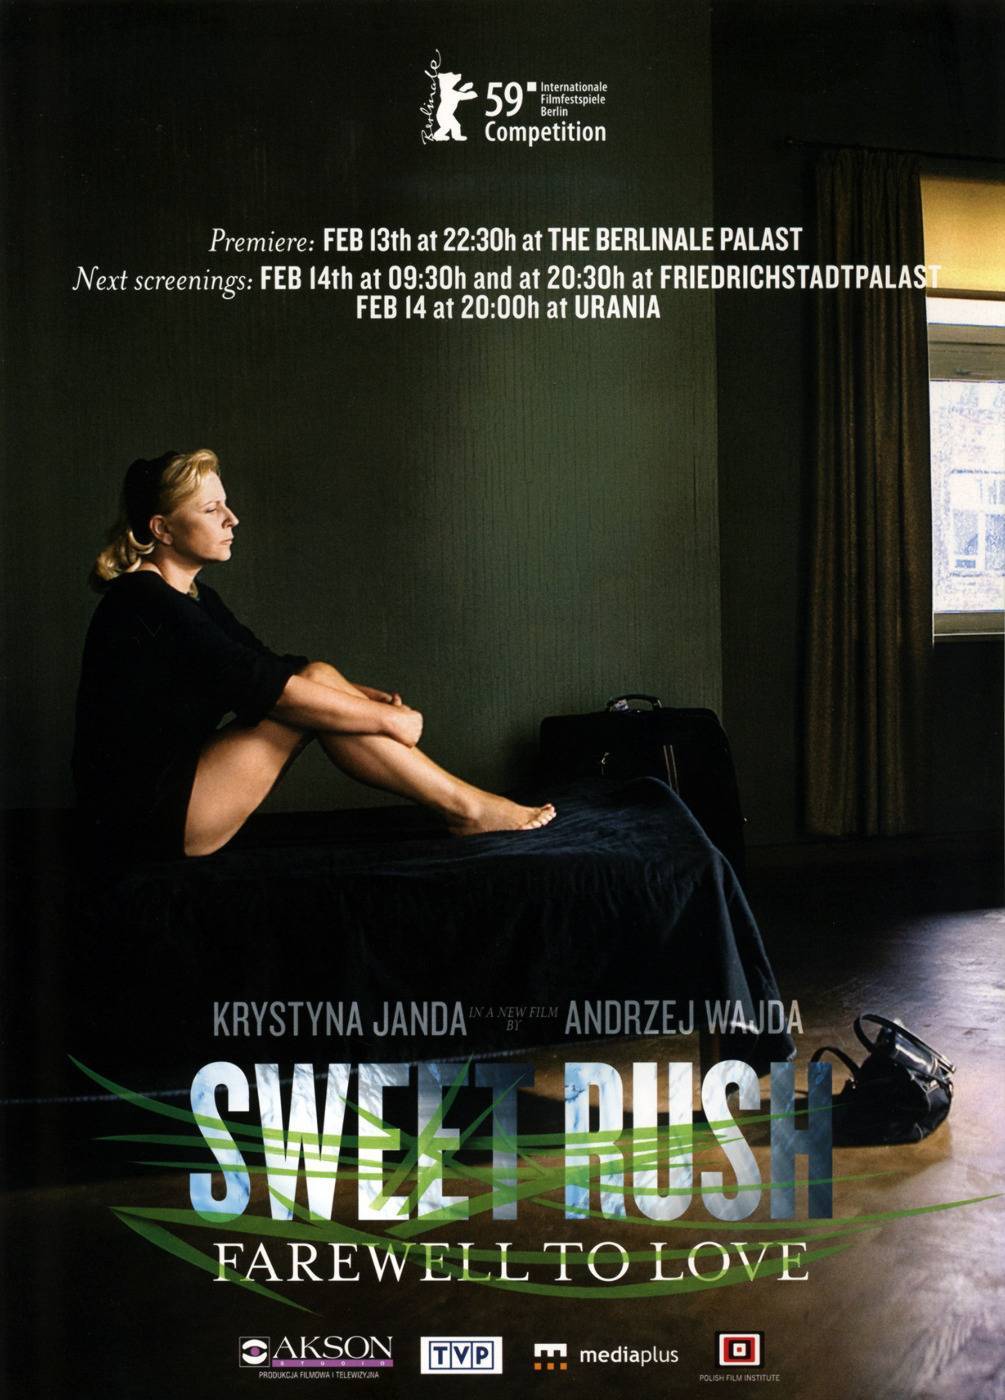 Berlinale
59 Internationale
Filmfestspiele
Berlin
Competition
Premiere: FEB 13th at 22:30h at THE BERLINALE PALAST
Next screenings: FEB 14th at 09:30h and at 20:30h at FRIEDRICHSTADTPALAST
FEB 14 at 20:00h at URANIA
KRYSTYNA JANDA IN A NEW FILM BY ANDRZEJ WAJDA
SWEET RUSH
FAREWELL TO LOVE
AKSON
STUDIO
PRODUKCJA FILMOWA I TELEWIZYJNA
TVP
mediaplus
POLISH FILM INSTITUTE